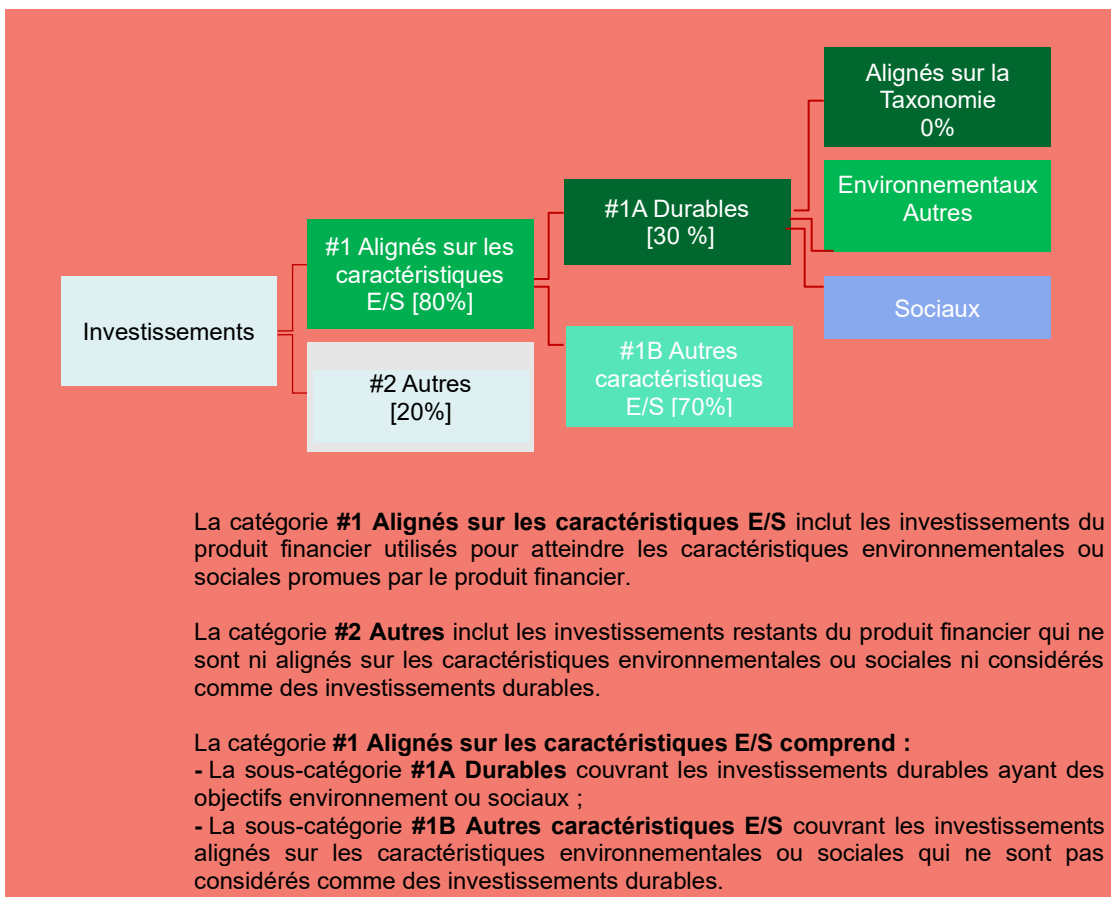 Investissements
#1 Alignés sur les
caractéristiques
E/S [80%]
#2 Autres
[20%]
#1A Durables
[30 %]
#1B Autres
caractéristiques
E/S [70%]
Alignés sur la
Taxonomie
0%
Environnementaux
Autres
Sociaux
La catégorie #1 Alignés sur les caractéristiques E/S inclut les investissements du
produit financier utilisés pour atteindre les caractéristiques environnementales ou
sociales promues par le produit financier.
La catégorie #2 Autres inclut les investissements restants du produit financier qui ne
sont ni alignés sur les caractéristiques environnementales ou sociales ni considérés
comme des investissements durables.
La catégorie #1 Alignés sur les caractéristiques E/S comprend :
- La sous-catégorie #1A Durables couvrant les investissements durables ayant des
objectifs environnement ou sociaux ;
- La sous-catégorie #1B Autres caractéristiques E/S couvrant les investissements
alignés sur les caractéristiques environnementales ou sociales qui ne sont pas
considérés comme des investissements durables.